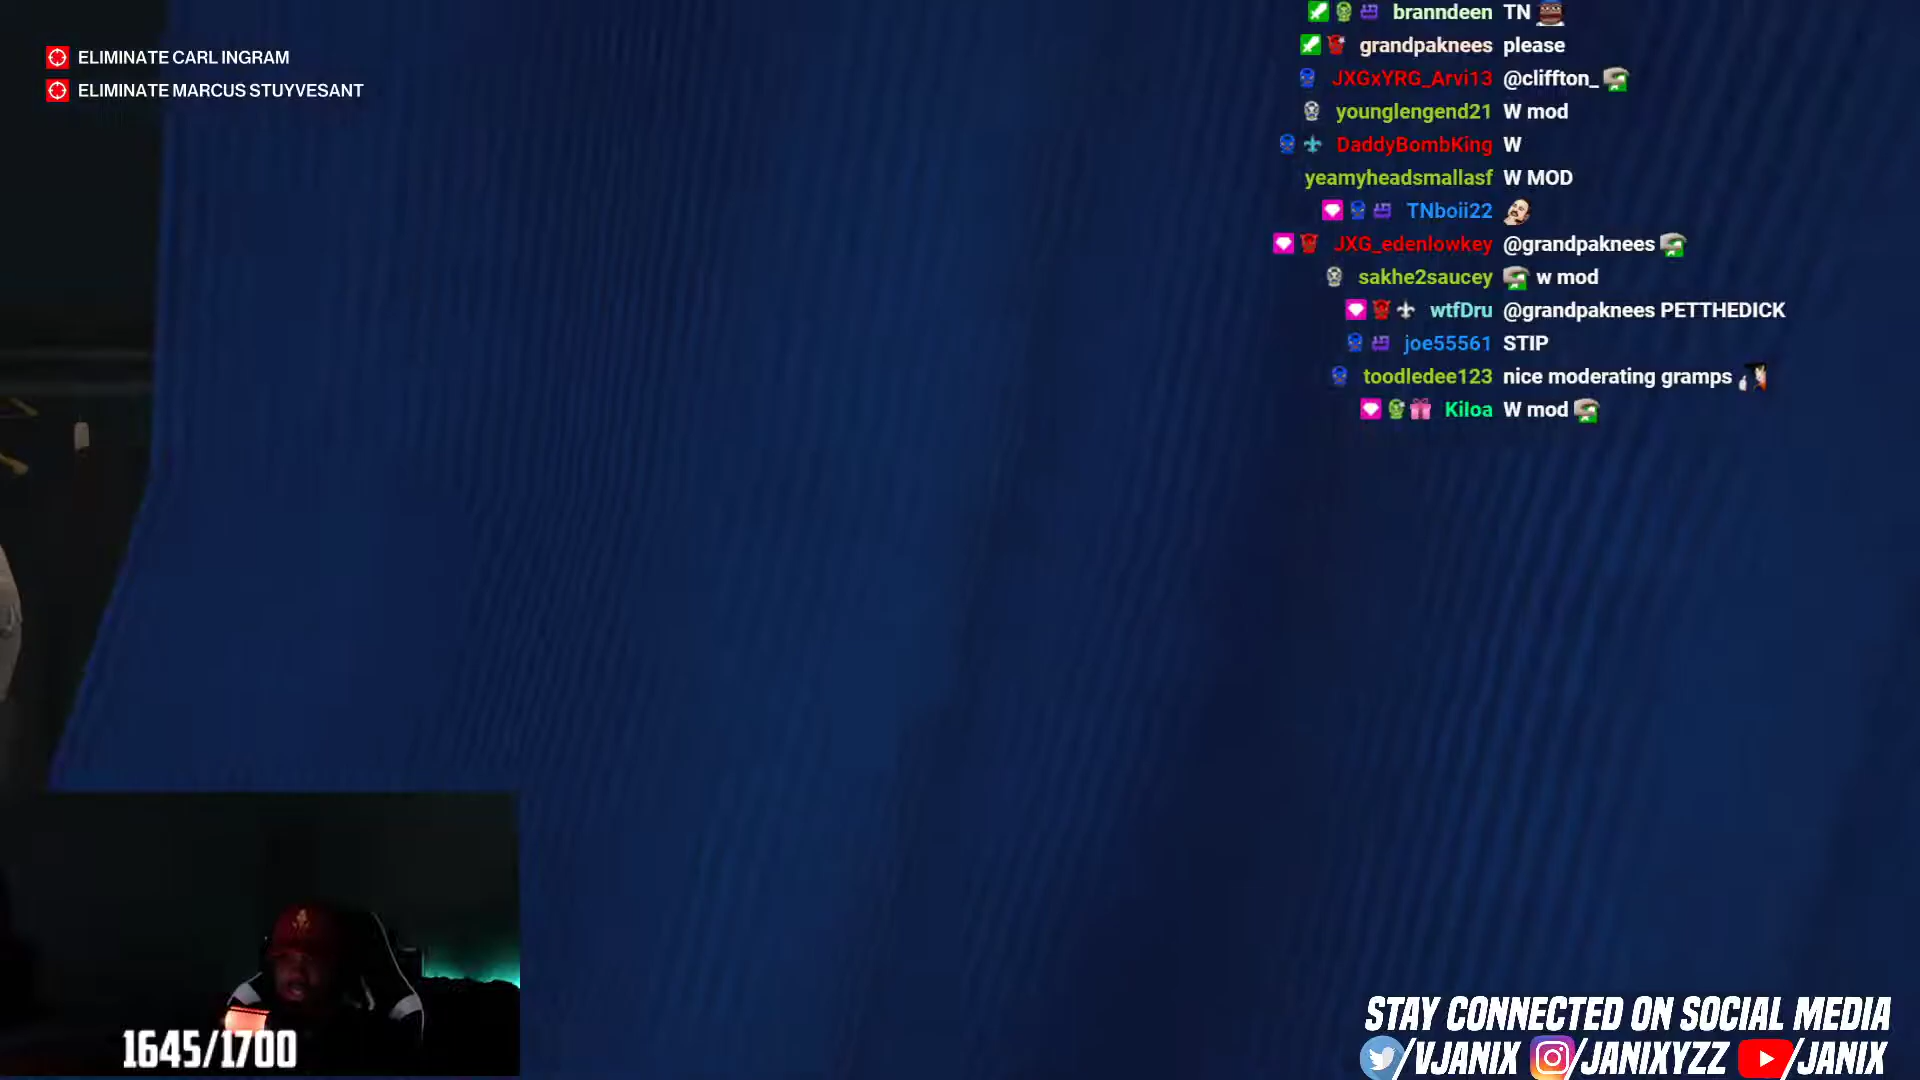 ELIMINATE CARL INGRAM
ELIMINATE MARCUS STUYVESANT
branndeen TN
grandpaknees please
JXGxYRG_Arvi13 @cliffton_
younglengend21 W mod
DaddyBombKing W
yeamyheadsmallasf W MOD
TNboii22
JXG_edenlowkey @grandpaknees
sakhe2saucey w mod
wtfDru @grandpaknees PETTHEDICK
joe55561 STIP
toodledee123 nice moderating gramps
Kiloa W mod
1645/1700
STAY CONNECTED ON SOCIAL MEDIA
/VJANIX /JANIXYZZ /JANIX